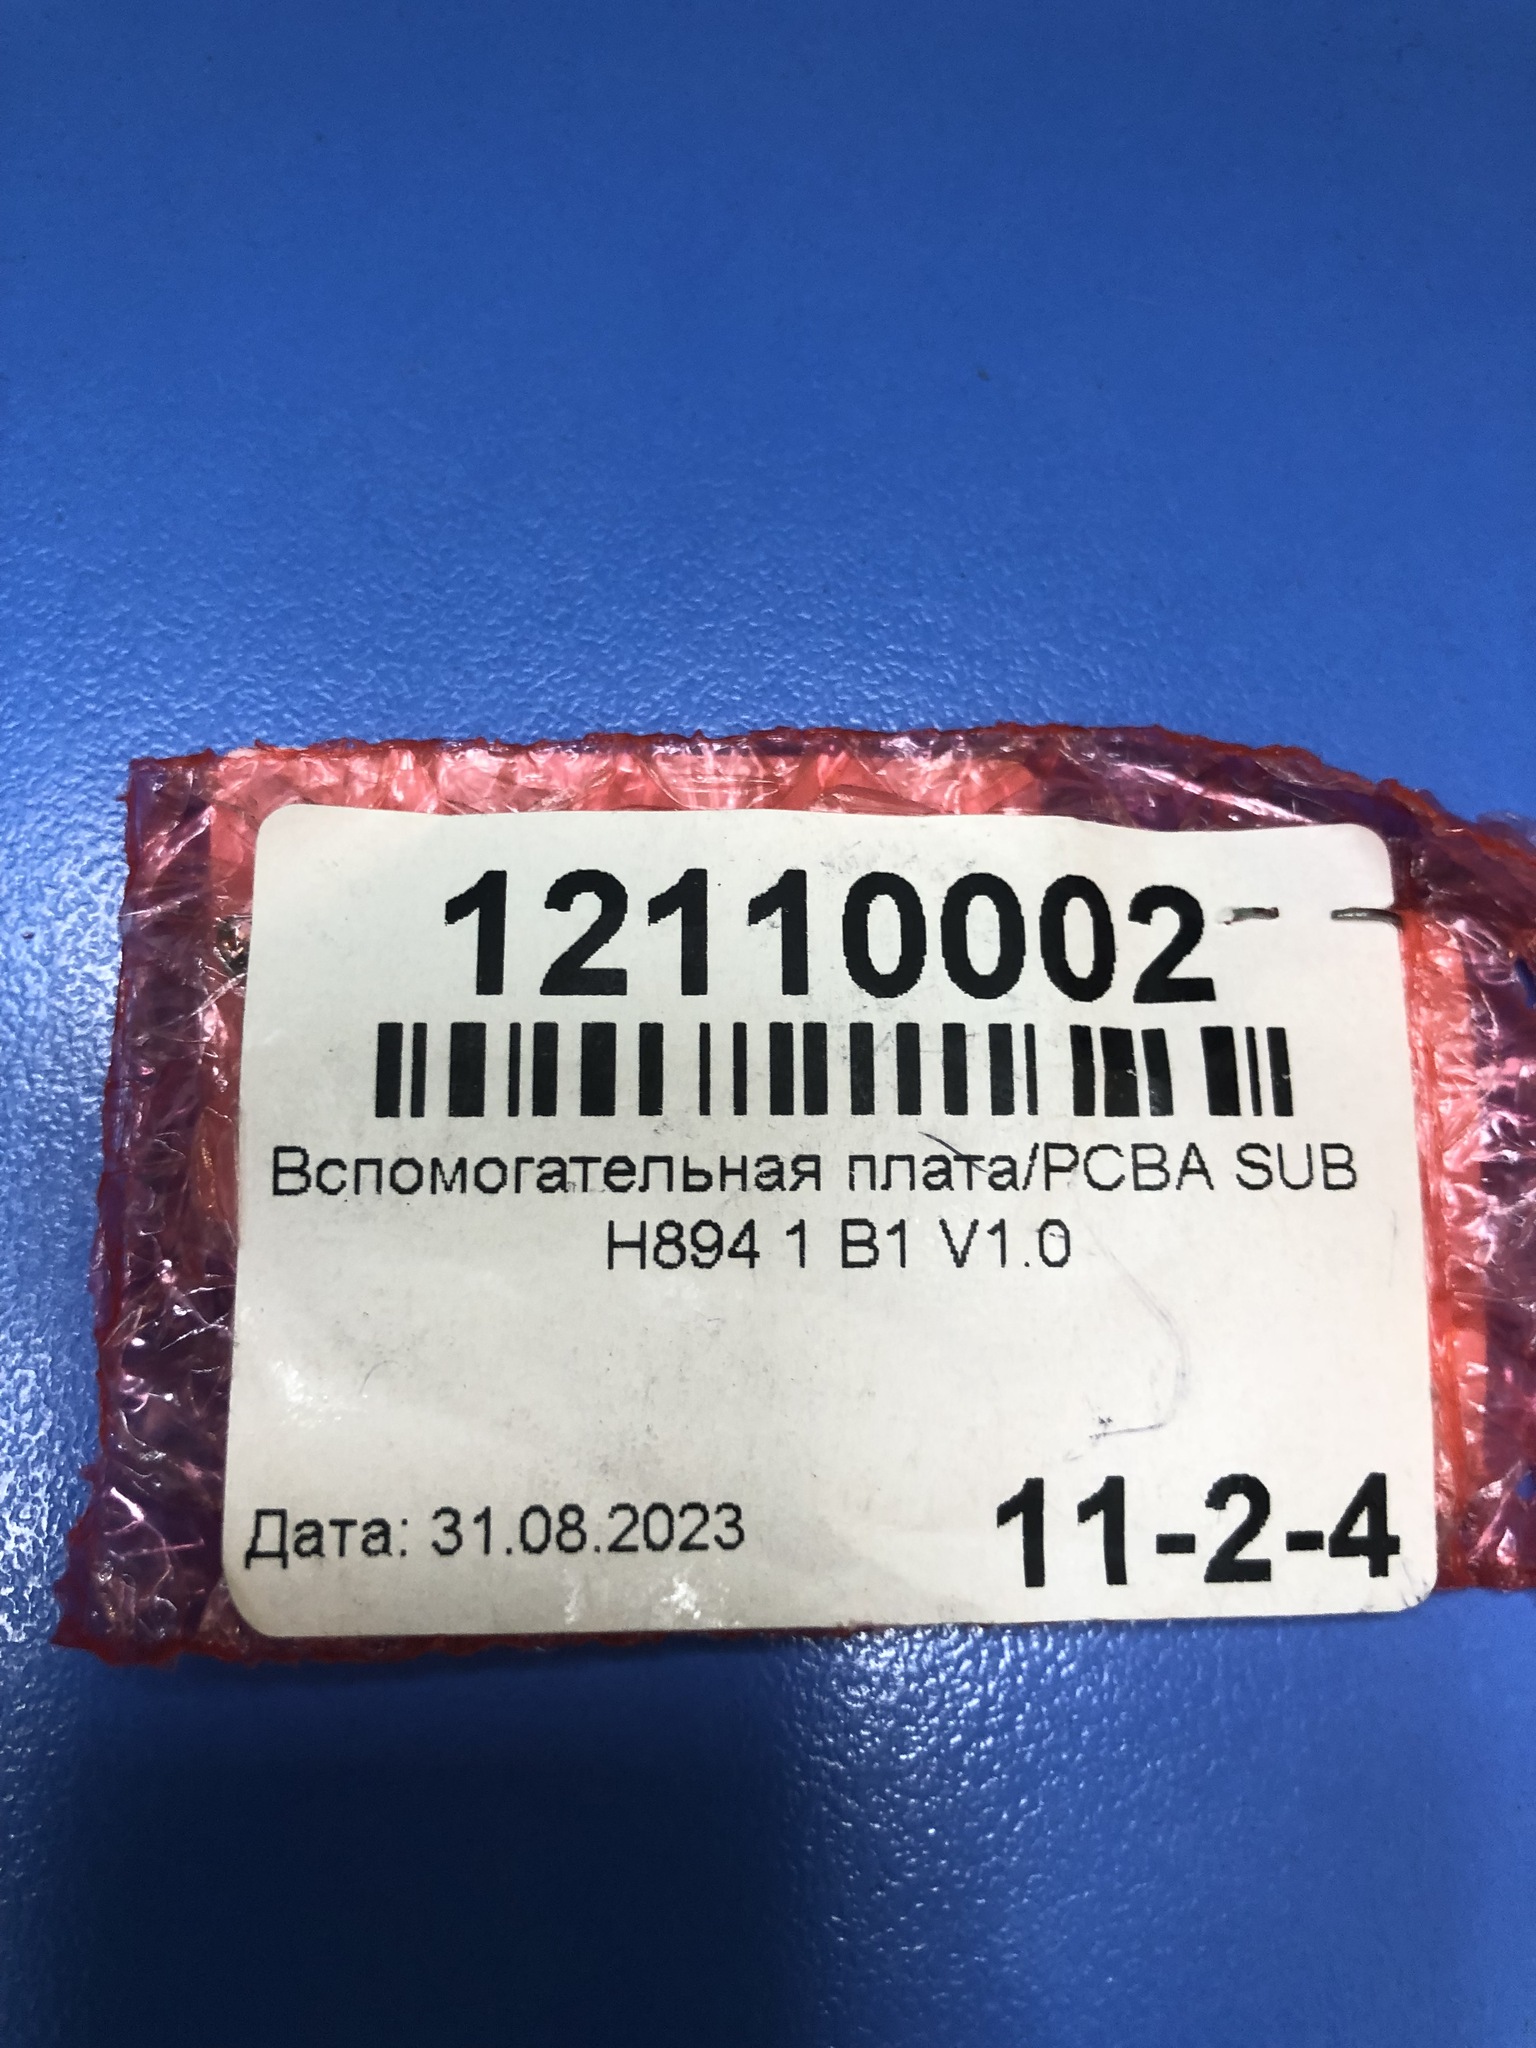 12110002
Вспомогательная плата/PCBA SUB
H894 1 B1 V1.0
Дата: 31.08.2023
11-2-4